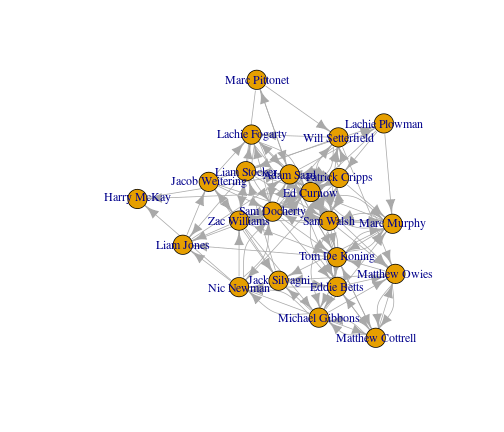 Marc Pittonet
Lachie Plowman
Lachie Fogarty
Will Setterfield
Liam Stocker
Adam Saad
Patrick Cripps
Jacob Weitering
Ed Curnow
Harry McKay
Sam Docherty
Zac Williams
Sam Walsh
Marc Murphy
Liam Jones
Tom De Koning
Matthew Owies
Jack Silvagni
Nic Newman
Eddie Betts
Michael Gibbons
Matthew Cottrell